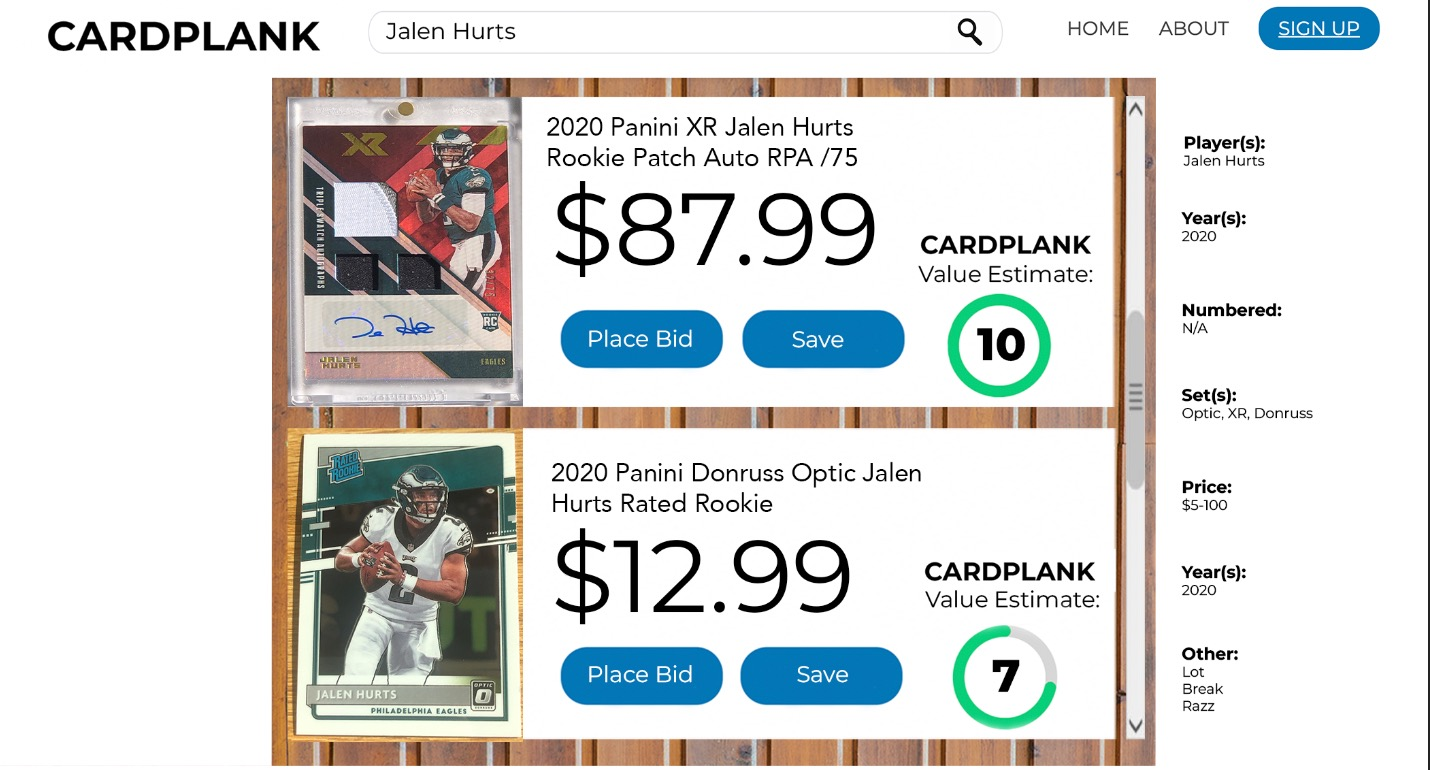 CARDPLANK
Jalen Hurts
HOME
ABOUT
SIGN UP
XR
TRIPLE SWATCH AUTOGRAPHS
RC
JALEN
HURTS
EAGLES
2020 Panini XR Jalen Hurts
Rookie Patch Auto RPA /75
$87.99
Place Bid
Save
CARDPLANK
Value Estimate:
10
RATED
ROOKIE
2
JALEN HURTS
PHILADELPHIA EAGLES
OPTIC
2020 Panini Donruss Optic Jalen
Hurts Rated Rookie
$12.99
Place Bid
Save
CARDPLANK
Value Estimate:
7
Player(s):
Jalen Hurts
Year(s):
2020
Numbered:
N/A
Set(s):
Optic, XR, Donruss
Price:
$5-100
Year(s):
2020
Other:
Lot
Break
Razz